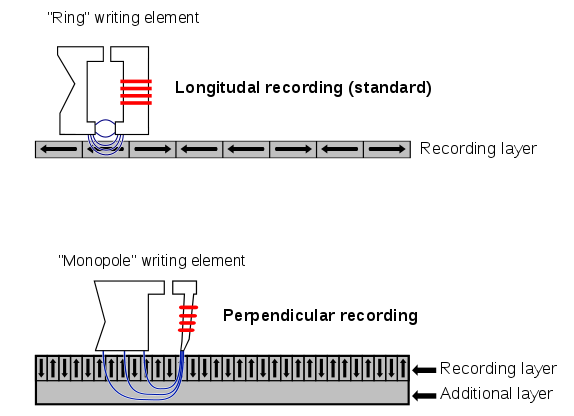 "Ring" writing element
Longitudal recording (standard)
Recording layer
"Monopole" writing element
Perpendicular recording
Recording layer
Additional layer